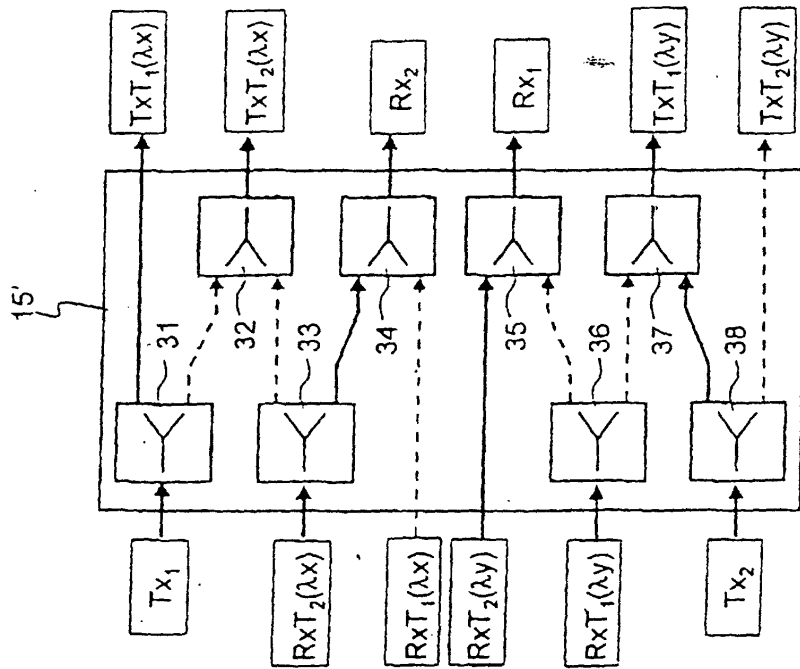 15'
Tx₁
RxT₂(λx)
RxT₁(λx)
RxT₂(λy)
RxT₁(λy)
Tx₂
31
32
33
34
35
36
37
38
TxT₁(λx)
TxT₂(λx)
Rx₂
Rx₁
TxT₁(λy)
TxT₂(λy)